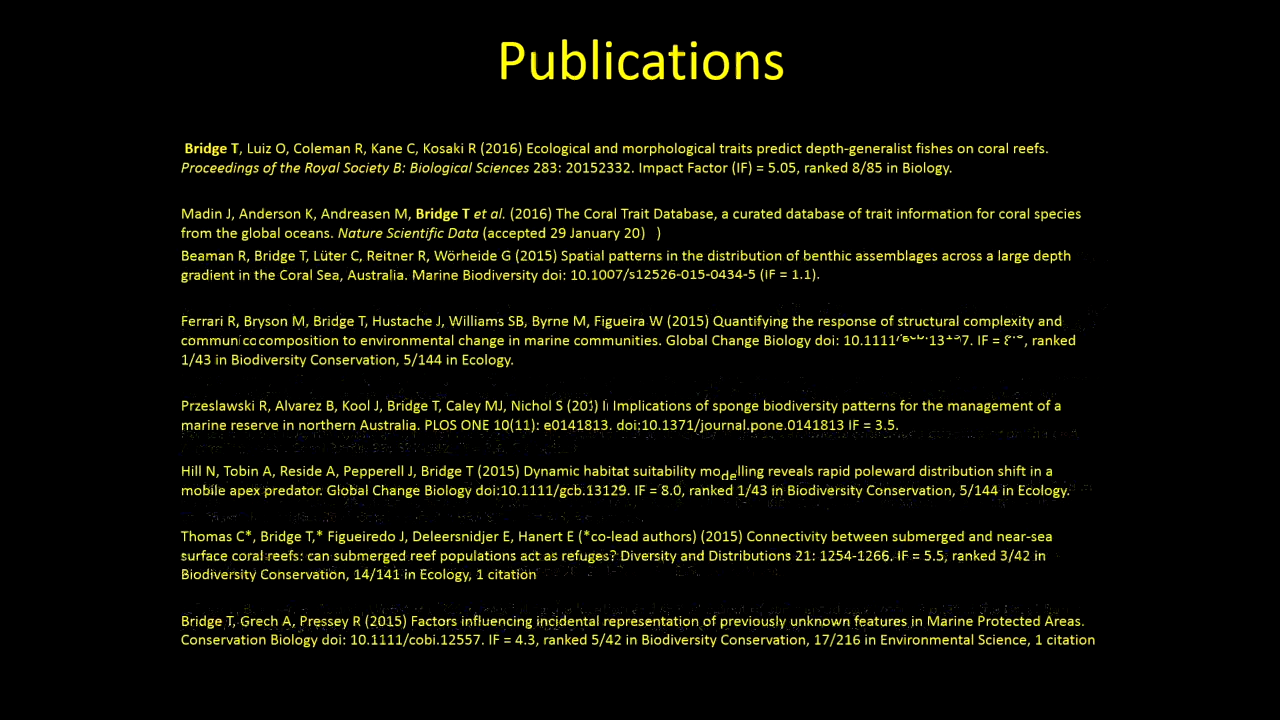 Publications
Bridge T, Luiz O, Coleman R, Kane C, Kosaki R (2016) Ecological and morphological traits predict depth-generalist fishes on coral reefs.
Proceedings of the Royal Society B: Biological Sciences 283: 20152332. Impact Factor (IF) = 5.05, ranked 8/85 in Biology.
Madin J, Anderson K, Andreasen M, Bridge T et al. (2016) The Coral Trait Database, a curated database of trait information for coral species
from the global oceans. Nature Scientific Data (accepted 29 January 20) )
Beaman R, Bridge T, Lüter C, Reitner R, Wörheide G (2015) Spatial patterns in the distribution of benthic assemblages across a large depth
gradient in the Coral Sea, Australia. Marine Biodiversity doi: 10.1007/s12526-015-0434-5 (IF = 1.1).
Ferrari R, Bryson M, Bridge T, Hustache J, Williams SB, Byrne M, Figueira W (2015) Quantifying the response of structural complexity and
composition to environmental change in marine communities. Global Change Biology doi: IF = , ranked
1/43 in Biodiversity Conservation, 5/144 in Ecology.
Przeslawski R, Alvarez B, Kool J, Bridge T, Caley MJ, Nichol S Implications of sponge biodiversity patterns for the management of a
marine reserve in northern Australia. PLOS ONE 10(11): e0141813. doi:10.1371/journal.pone.0141813 IF = 3.5.
Hill N, Tobin A, Reside A, Pepperell J, Bridge T (2015) Dynamic habitat suitability modelling reveals rapid poleward distribution shift in a
mobile apex predator. Global Change Biology doi:10.1111/gcb.13129. IF = 8.0, ranked 1/43 in Biodiversity Conservation, 5/144 in Ecology.
Thomas C*, Bridge T,* Figueiredo J, Deleersnidjer E, Hanert E (*co-lead authors) (2015) Connectivity between submerged and near-sea
surface coral reefs: can submerged reef populations act as refuges? Diversity and Distributions 21: 1254-1266. IF = 5.5, ranked 3/42 in
Biodiversity Conservation, 14/141 in Ecology, 1 citation
Bridge T, Grech A, Pressey R (2015) Factors influencing incidental representation of previously unknown features in Marine Protected Areas.
Conservation Biology doi: 10.1111/cobi.12557. IF = 4.3, ranked 5/42 in Biodiversity Conservation, 17/216 in Environmental Science, 1 citation